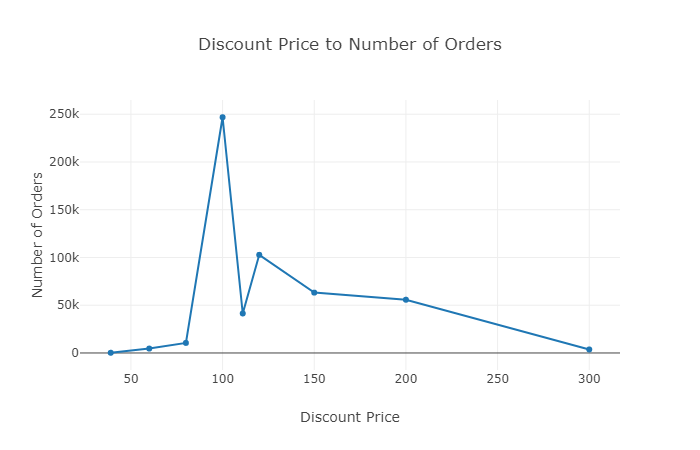 Discount Price to Number of Orders
Number of Orders
250k
200k
150k
100k
50k
0
50 100 150 200 250 300
Discount Price